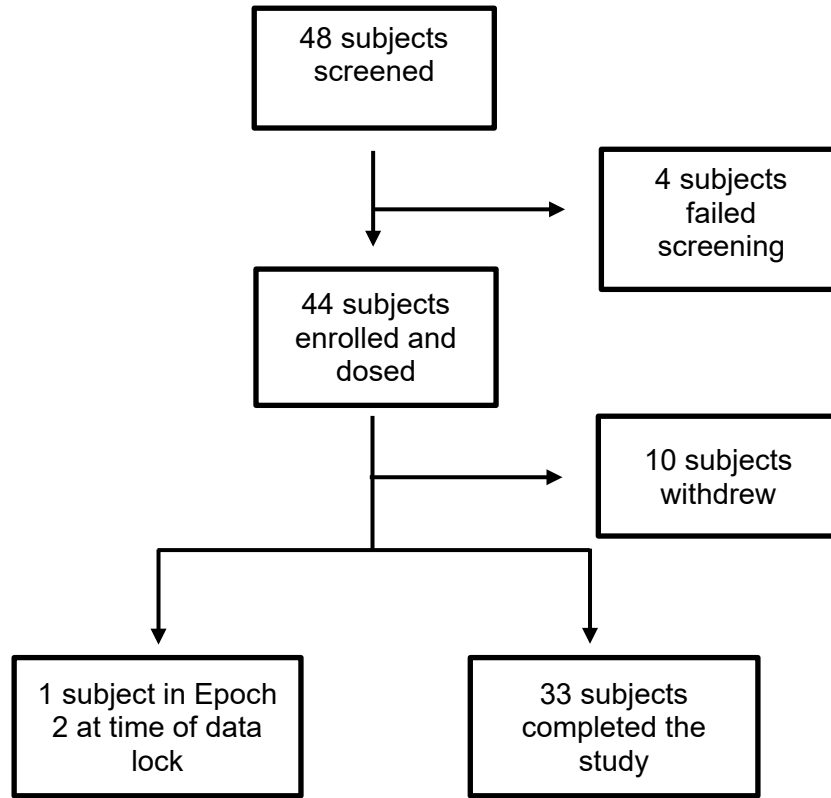 48 subjects
screened
4 subjects
failed
screening
44 subjects
enrolled and
dosed
10 subjects
withdrew
1 subject in Epoch
2 at time of data
lock
33 subjects
completed the
study